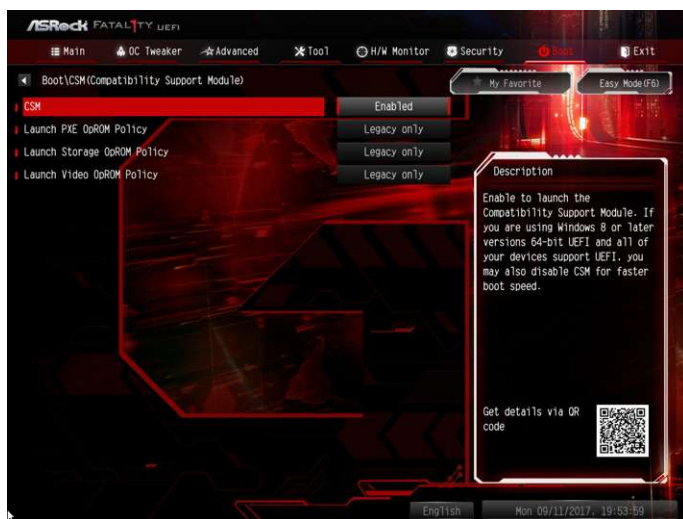 ASRock FATAL1TY UEFI
Main OC Tweaker Advanced Tool H/W Monitor Security Boot Exit
Boot\CSM(Compatibility Support Module)
My Favorite Easy Mode(F6)
CSM Enabled
Launch PXE OpROM Policy Legacy only
Launch Storage OpROM Policy Legacy only
Launch Video OpROM Policy Legacy only
Description
Enable to launch the
Compatibility Support Module. If
you are using Windows 8 or later
versions 64-bit UEFI and all of
your devices support UEFI, you
may also disable CSM for faster
boot speed.
Get details via QR
code
English Mon 09/11/2017, 19:53:59